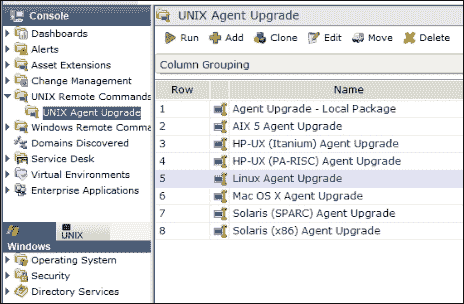 Console
Dashboards
Alerts
Asset Extensions
Change Management
UNIX Remote Commands
UNIX Agent Upgrade
Windows Remote Comma
Domains Discovered
Service Desk
Virtual Environments
Enterprise Applications
UNIX
Windows
Operating System
Security
Directory Services
UNIX Agent Upgrade
Run Add Clone Edit Move Delete
Column Grouping
Row Name
1 Agent Upgrade - Local Package
2 AIX 5 Agent Upgrade
3 HP-UX (Itanium) Agent Upgrade
4 HP-UX (PA-RISC) Agent Upgrade
5 Linux Agent Upgrade
6 Mac OS X Agent Upgrade
7 Solaris (SPARC) Agent Upgrade
8 Solaris (x86) Agent Upgrade